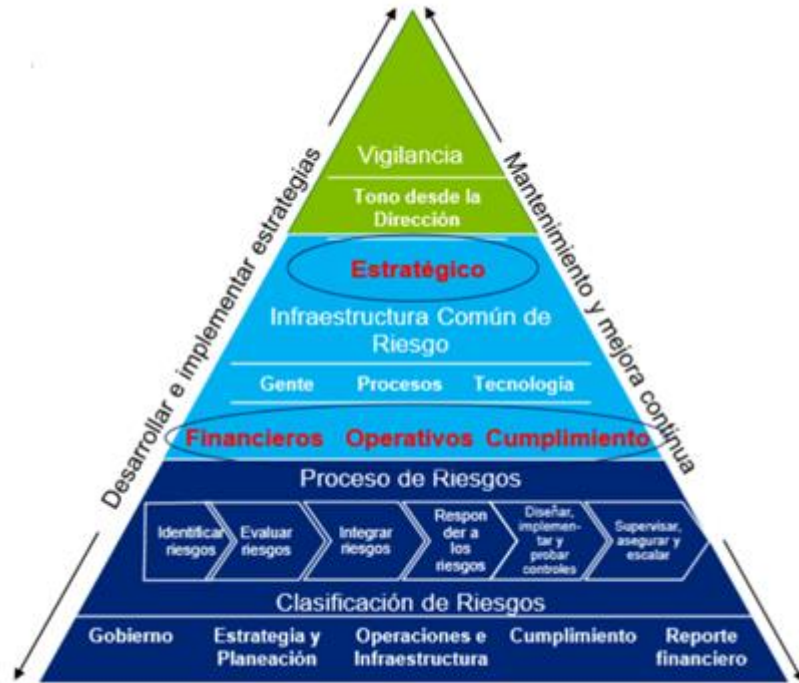 Desarrollar e implementar estrategias
Mantenimiento y mejora continua
Vigilancia
Tono desde la
Dirección
Estratégico
Infraestructura Común de
Riesgo
Gente Procesos Tecnología
Financieros Operativos Cumplimiento
Proceso de Riesgos
Identificar
riesgos
Evaluar
riesgos
Integrar
riesgos
Respon
der a
los
riesgos
Diseñar,
implemen-
tar y
probar
controles
Supervisar,
asegurar y
escalar
Clasificación de Riesgos
Gobierno
Estrategia y
Planeación
Operaciones e
Infraestructura
Cumplimiento
Reporte
financiero